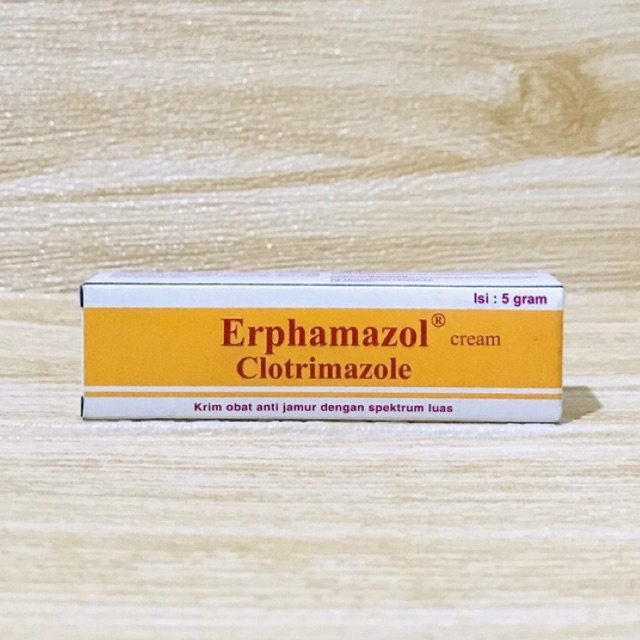 Isi : 5 gram
Erphamazol® cream
Clotrimazole
Krim obat anti jamur dengan spektrum luas